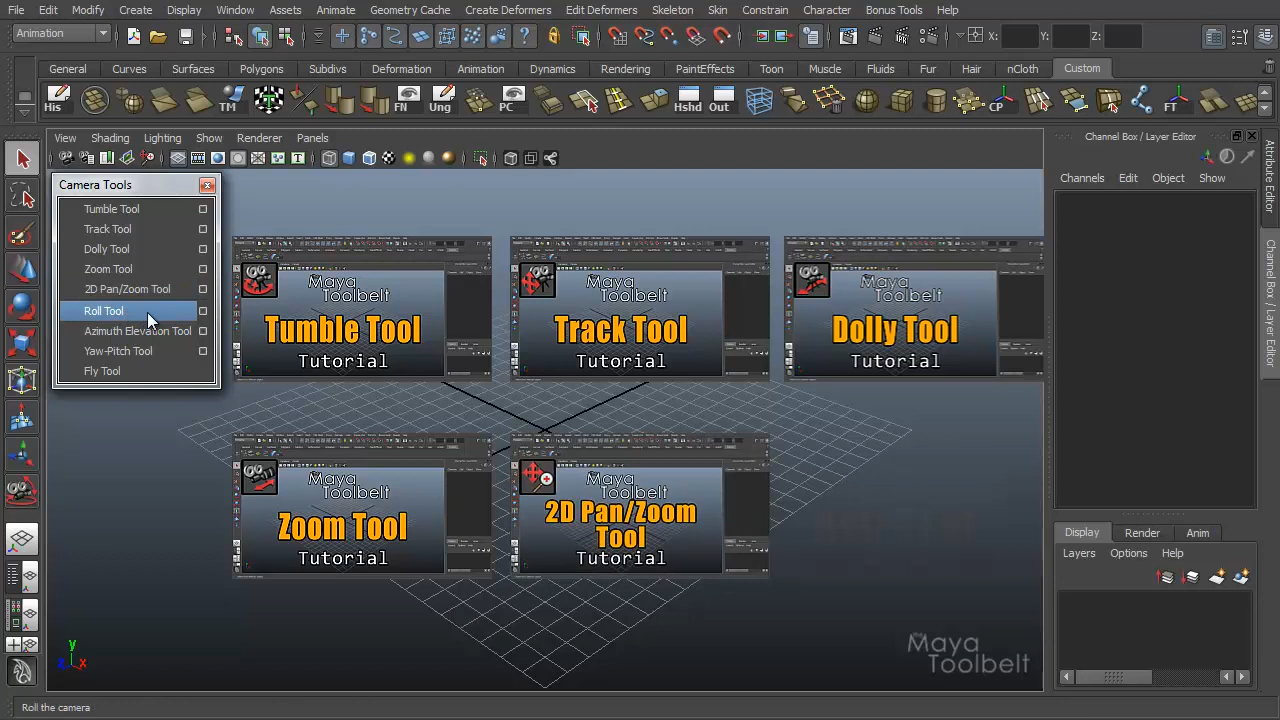 File Edit Modify Create Display Window Assets Animate Geometry Cache Create Deformers Edit Deformers Skeleton Skin Constrain Character Bonus Tools Help
Animation X: Y: Z:
General Curves Surfaces Polygons Subdivs Deformation Animation Dynamics Rendering PaintEffects Toon Muscle Fluids Fur Hair nCloth Custom
His TM FN Ung PC Hshd Out CP FT
View Shading Lighting Show Renderer Panels
Channel Box / Layer Editor
Channels Edit Object Show
Camera Tools
Tumble Tool
Track Tool
Dolly Tool
Zoom Tool
2D Pan/Zoom Tool
Roll Tool
Azimuth Elevation Tool
Yaw-Pitch Tool
Fly Tool
Maya
Toolbelt
Tumble Tool
Tutorial
Maya
Toolbelt
Track Tool
Tutorial
Maya
Toolbelt
Dolly Tool
Tutorial
Maya
Toolbelt
Zoom Tool
Tutorial
Maya
Toolbelt
2D Pan/Zoom
Tool
Tutorial
Attribute Editor
Channel Box / Layer Editor
Display Render Anim
Layers Options Help
y
x
the
Maya
Toolbelt
Roll the camera